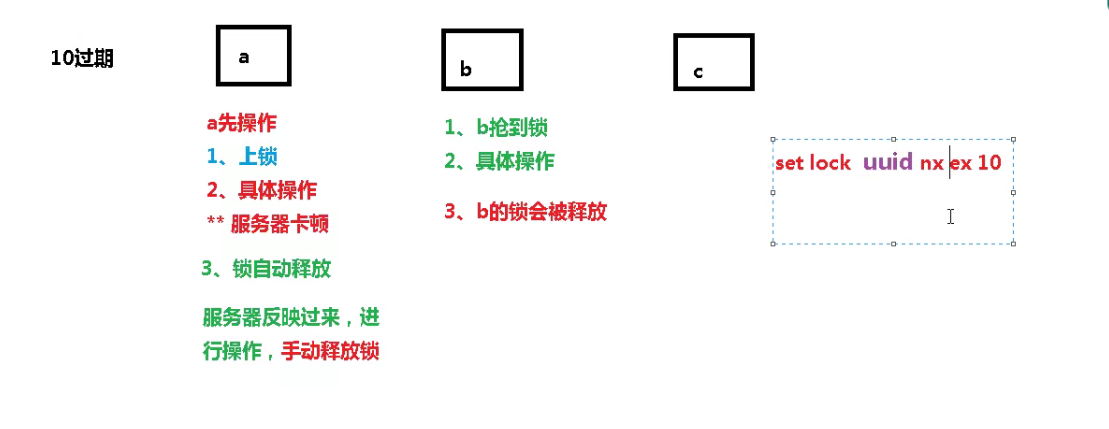 10过期
a
b
c
a先操作
1、上锁
2、具体操作
** 服务器卡顿
3、锁自动释放
服务器反映过来，进
行操作，手动释放锁
1、b抢到锁
2、具体操作
3、b的锁会被释放
set lock uuid nx ex 10